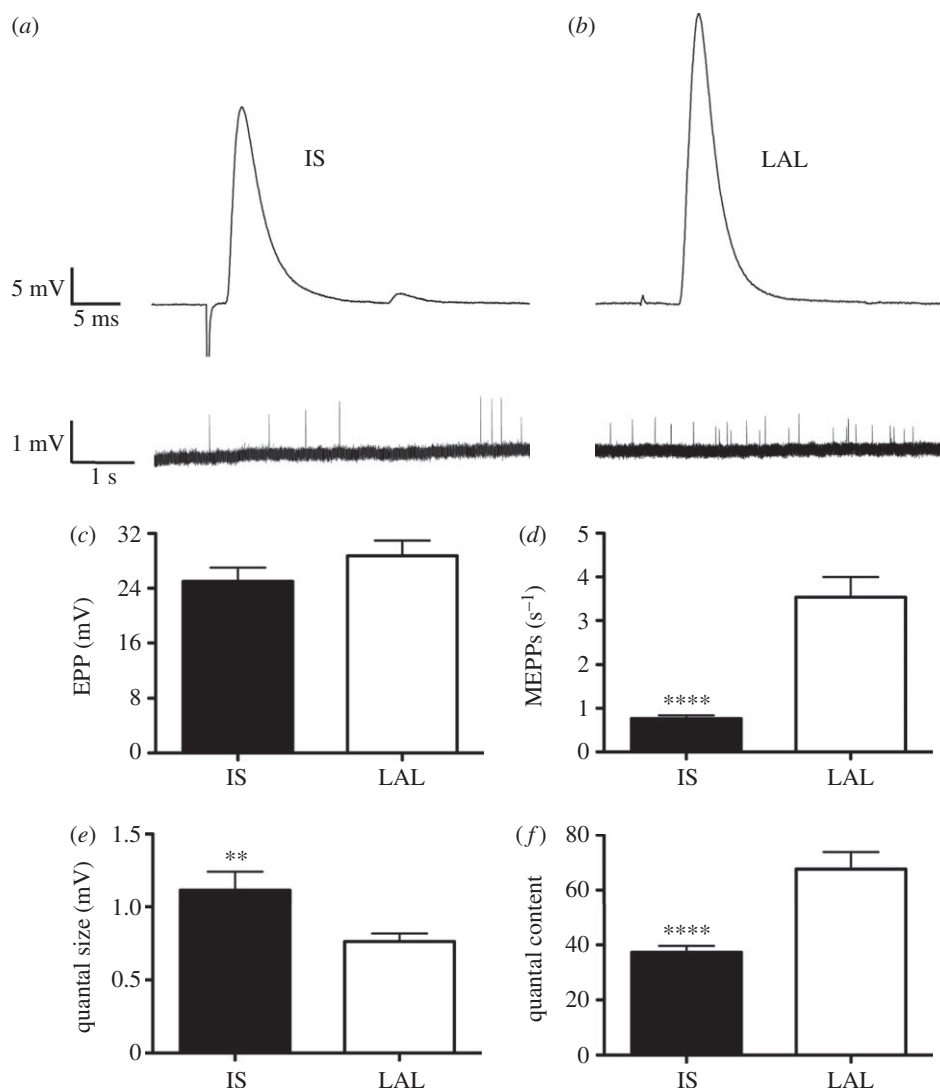 (a)
(b)
IS
LAL
5 mV
5 ms
1 mV
1 s
(c)
32
24
16
8
0
EPP (mV)
IS
LAL
(d)
5
4
3
2
1
0
MEPPs (s⁻¹)
****
IS
LAL
(e)
1.5
1.0
0.5
0
quantal size (mV)
**
IS
LAL
(f)
80
60
40
20
0
quantal content
****
IS
LAL